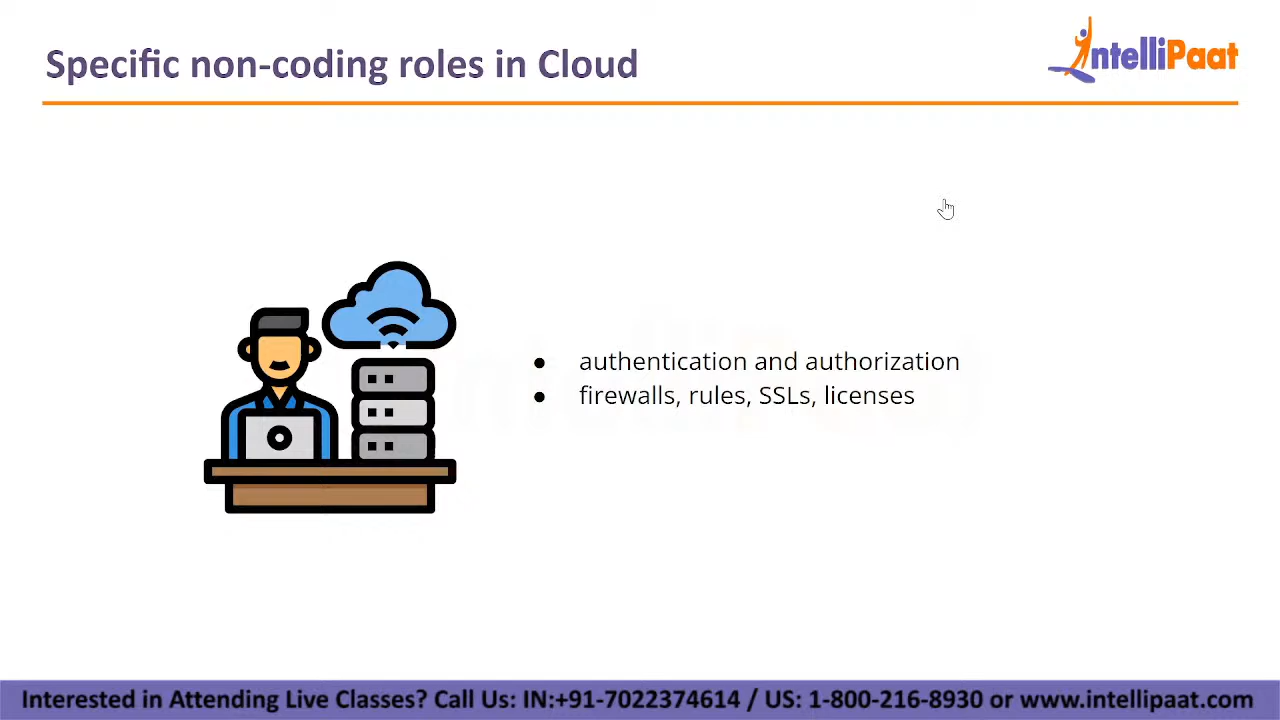 Specific non-coding roles in Cloud
IntelliPaat
● authentication and authorization
● firewalls, rules, SSLs, licenses
Interested in Attending Live Classes? Call Us: IN:+91-7022374614 / US: 1-800-216-8930 or www.intellipaat.com